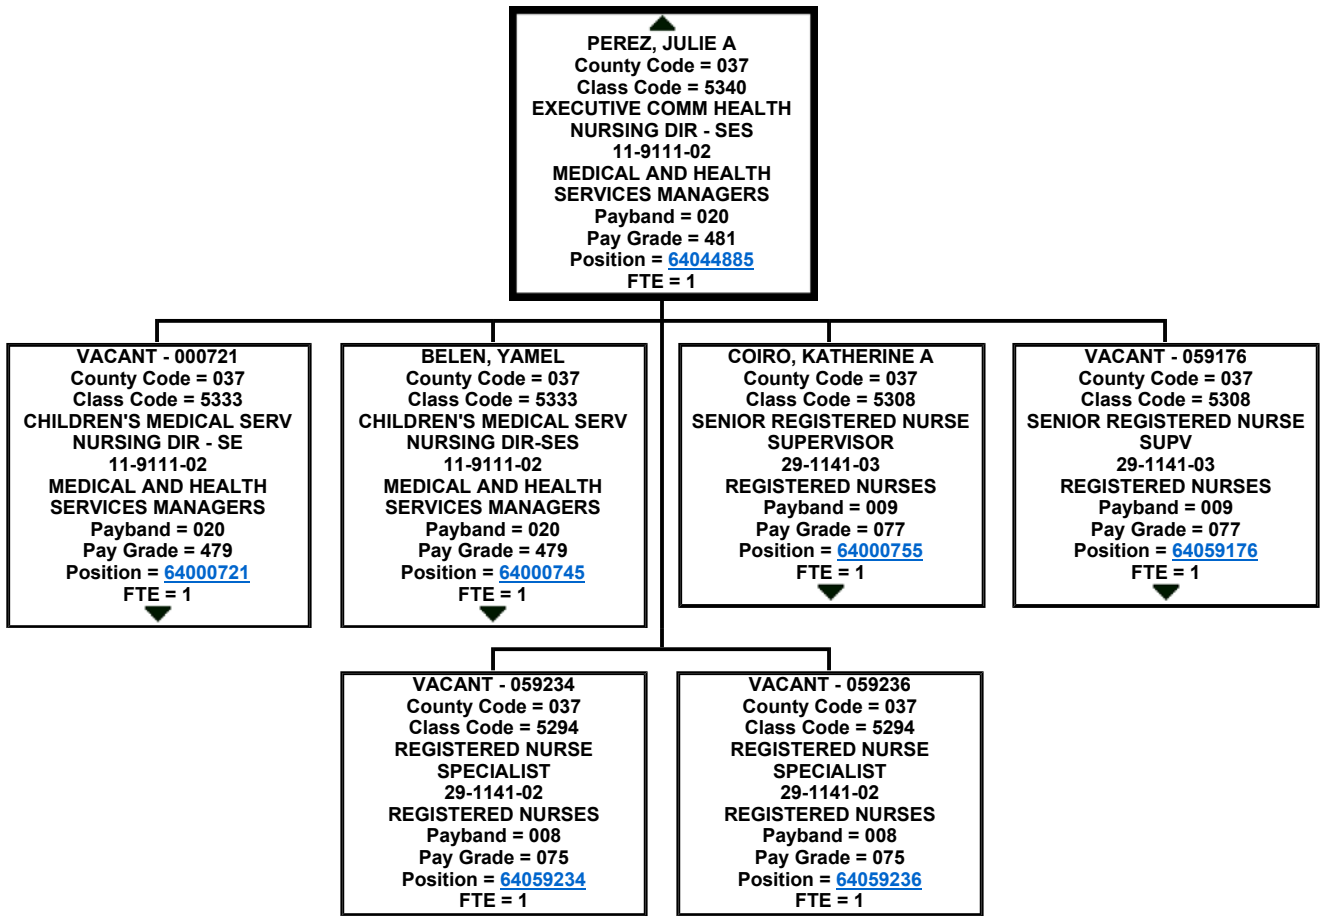 PEREZ, JULIE A
County Code = 037
Class Code = 5340
EXECUTIVE COMM HEALTH
NURSING DIR - SES
11-9111-02
MEDICAL AND HEALTH
SERVICES MANAGERS
Payband = 020
Pay Grade = 481
Position = 64044885
FTE = 1
VACANT - 000721
County Code = 037
Class Code = 5333
CHILDREN'S MEDICAL SERV
NURSING DIR - SE
11-9111-02
MEDICAL AND HEALTH
SERVICES MANAGERS
Payband = 020
Pay Grade = 479
Position = 64000721
FTE = 1
BELEN, YAMEL
County Code = 037
Class Code = 5333
CHILDREN'S MEDICAL SERV
NURSING DIR-SES
11-9111-02
MEDICAL AND HEALTH
SERVICES MANAGERS
Payband = 020
Pay Grade = 479
Position = 64000745
FTE = 1
COIRO, KATHERINE A
County Code = 037
Class Code = 5308
SENIOR REGISTERED NURSE
SUPERVISOR
29-1141-03
REGISTERED NURSES
Payband = 009
Pay Grade = 077
Position = 64000755
FTE = 1
VACANT - 059176
County Code = 037
Class Code = 5308
SENIOR REGISTERED NURSE
SUPV
29-1141-03
REGISTERED NURSES
Payband = 009
Pay Grade = 077
Position = 64059176
FTE = 1
VACANT - 059234
County Code = 037
Class Code = 5294
REGISTERED NURSE
SPECIALIST
29-1141-02
REGISTERED NURSES
Payband = 008
Pay Grade = 075
Position = 64059234
FTE = 1
VACANT - 059236
County Code = 037
Class Code = 5294
REGISTERED NURSE
SPECIALIST
29-1141-02
REGISTERED NURSES
Payband = 008
Pay Grade = 075
Position = 64059236
FTE = 1